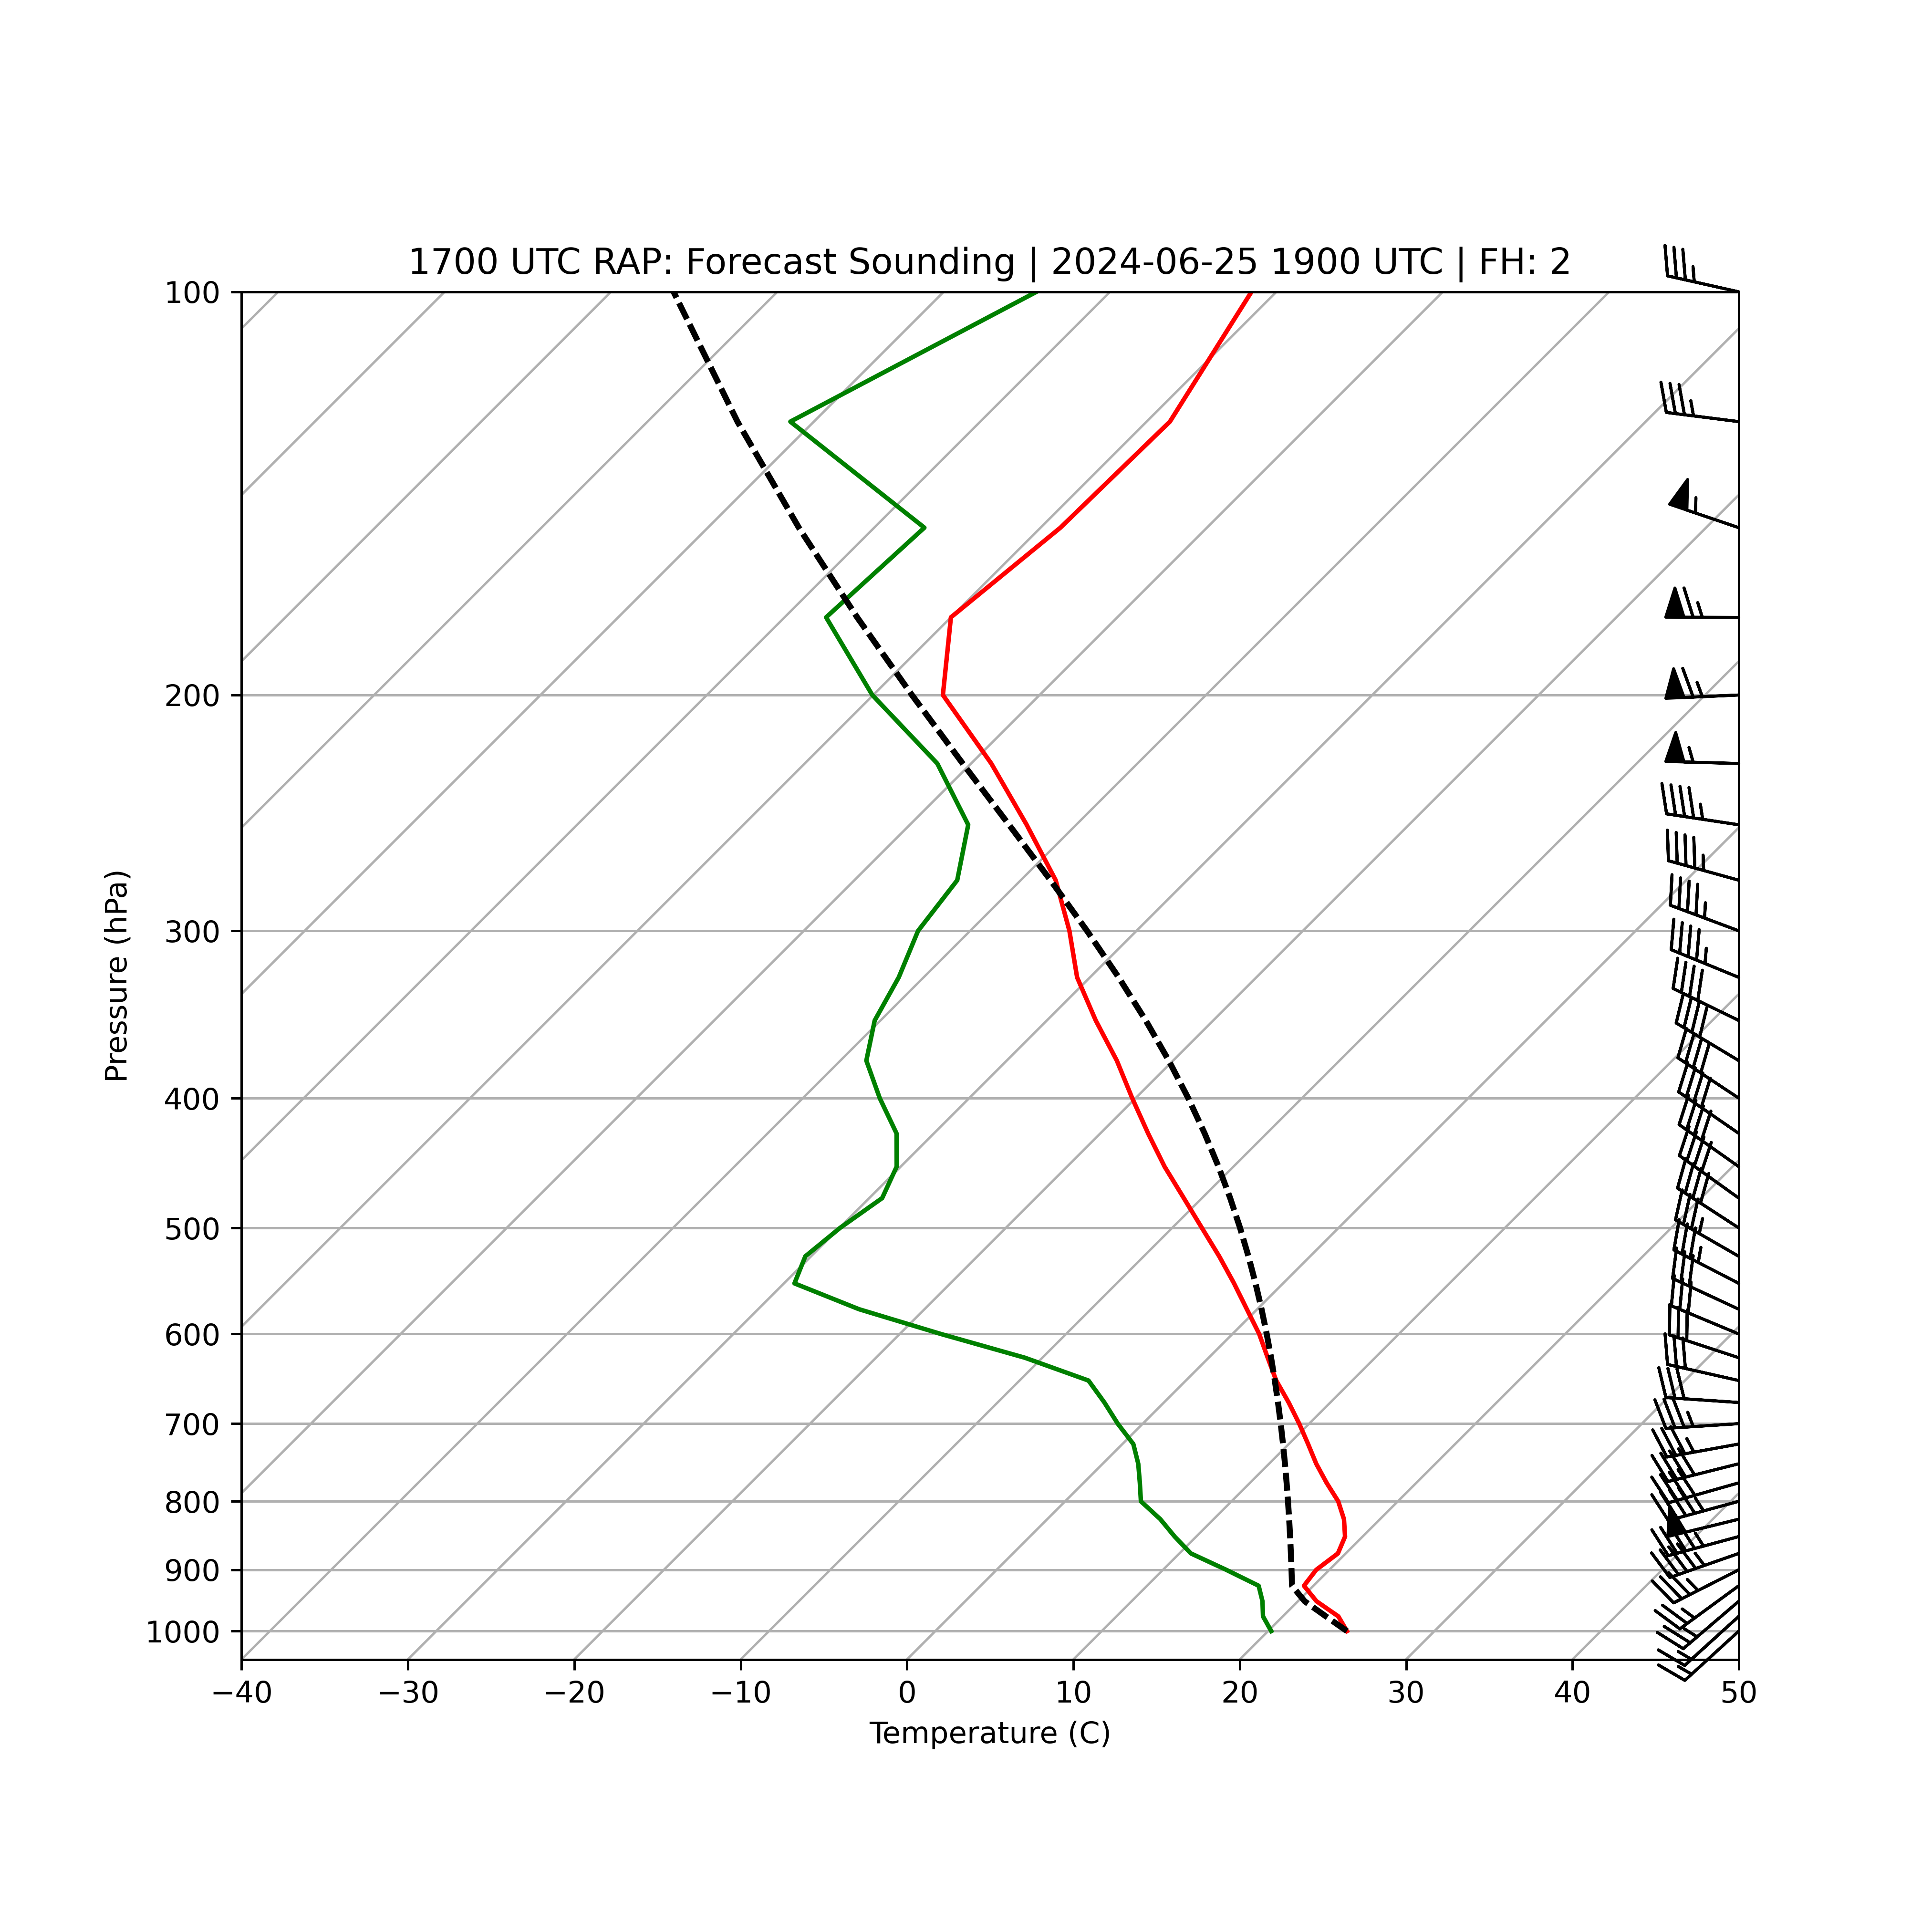 1700 UTC RAP: Forecast Sounding | 2024-06-25 1900 UTC | FH: 2
100
200
300
400
500
600
700
800
900
1000
Pressure (hPa)
−40 −30 −20 −10 0 10 20 30 40 50
Temperature (C)